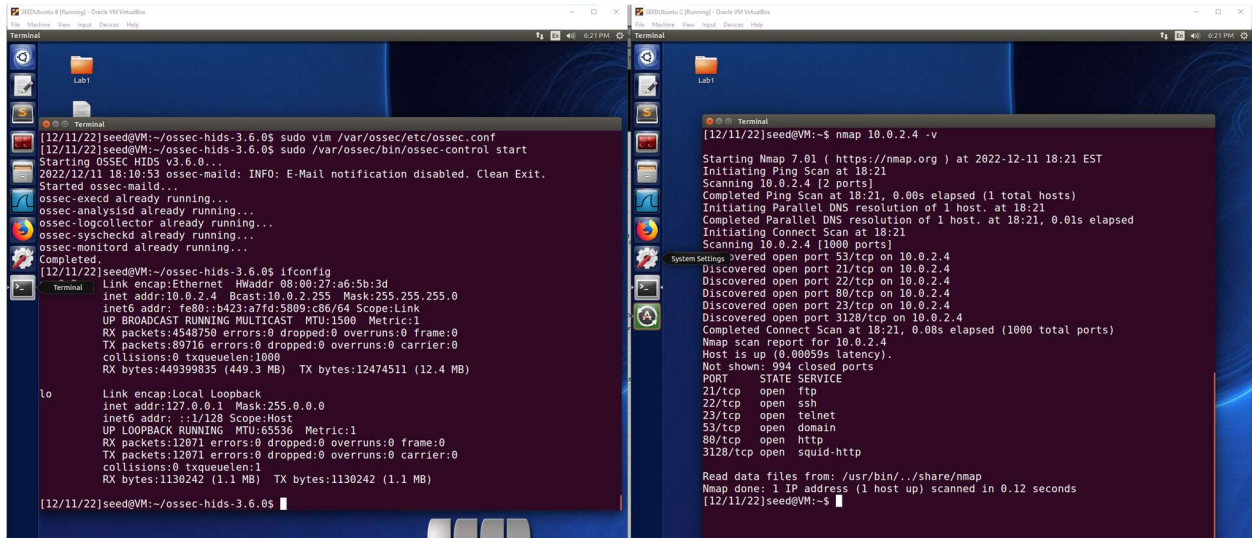 SEEDUbuntu B [Running] - Oracle VM VirtualBox
File Machine View Input Devices Help
Terminal
En
6:21 PM
Lab1
Terminal
[12/11/22]seed@VM:~/ossec-hids-3.6.0$ sudo vim /var/ossec/etc/ossec.conf
[12/11/22]seed@VM:~/ossec-hids-3.6.0$ sudo /var/ossec/bin/ossec-control start
Starting OSSEC HIDS v3.6.0...
2022/12/11 18:10:53 ossec-maild: INFO: E-Mail notification disabled. Clean Exit.
Started ossec-maild...
ossec-execd already running...
ossec-analysisd already running...
ossec-logcollector already running...
ossec-syscheckd already running...
ossec-monitord already running...
Completed.
[12/11/22]seed@VM:~/ossec-hids-3.6.0$ ifconfig
Link encap:Ethernet  HWaddr 08:00:27:a6:5b:3d
Terminal
inet addr:10.0.2.4  Bcast:10.0.2.255  Mask:255.255.255.0
inet6 addr: fe80::b423:a7fd:5809:c86/64 Scope:Link
UP BROADCAST RUNNING MULTICAST  MTU:1500  Metric:1
RX packets:4548750 errors:0 dropped:0 overruns:0 frame:0
TX packets:89716 errors:0 dropped:0 overruns:0 carrier:0
collisions:0 txqueuelen:1000
RX bytes:449399835 (449.3 MB)  TX bytes:12474511 (12.4 MB)
lo        Link encap:Local Loopback
inet addr:127.0.0.1  Mask:255.0.0.0
inet6 addr: ::1/128 Scope:Host
UP LOOPBACK RUNNING  MTU:65536  Metric:1
RX packets:12071 errors:0 dropped:0 overruns:0 frame:0
TX packets:12071 errors:0 dropped:0 overruns:0 carrier:0
collisions:0 txqueuelen:1
RX bytes:1130242 (1.1 MB)  TX bytes:1130242 (1.1 MB)
[12/11/22]seed@VM:~/ossec-hids-3.6.0$
SEEDUbuntu C [Running] - Oracle VM VirtualBox
File Machine View Input Devices Help
Terminal
En
6:21 PM
Lab1
Terminal
[12/11/22]seed@VM:~$ nmap 10.0.2.4 -v
Starting Nmap 7.01 ( https://nmap.org ) at 2022-12-11 18:21 EST
Initiating Ping Scan at 18:21
Scanning 10.0.2.4 [2 ports]
Completed Ping Scan at 18:21, 0.00s elapsed (1 total hosts)
Initiating Parallel DNS resolution of 1 host. at 18:21
Completed Parallel DNS resolution of 1 host. at 18:21, 0.01s elapsed
Initiating Connect Scan at 18:21
Scanning 10.0.2.4 [1000 ports]
System Settings
overed open port 53/tcp on 10.0.2.4
Discovered open port 21/tcp on 10.0.2.4
Discovered open port 22/tcp on 10.0.2.4
Discovered open port 80/tcp on 10.0.2.4
Discovered open port 23/tcp on 10.0.2.4
Discovered open port 3128/tcp on 10.0.2.4
Completed Connect Scan at 18:21, 0.08s elapsed (1000 total ports)
Nmap scan report for 10.0.2.4
Host is up (0.00059s latency).
Not shown: 994 closed ports
PORT     STATE SERVICE
21/tcp   open  ftp
22/tcp   open  ssh
23/tcp   open  telnet
53/tcp   open  domain
80/tcp   open  http
3128/tcp open  squid-http
Read data files from: /usr/bin/../share/nmap
Nmap done: 1 IP address (1 host up) scanned in 0.12 seconds
[12/11/22]seed@VM:~$